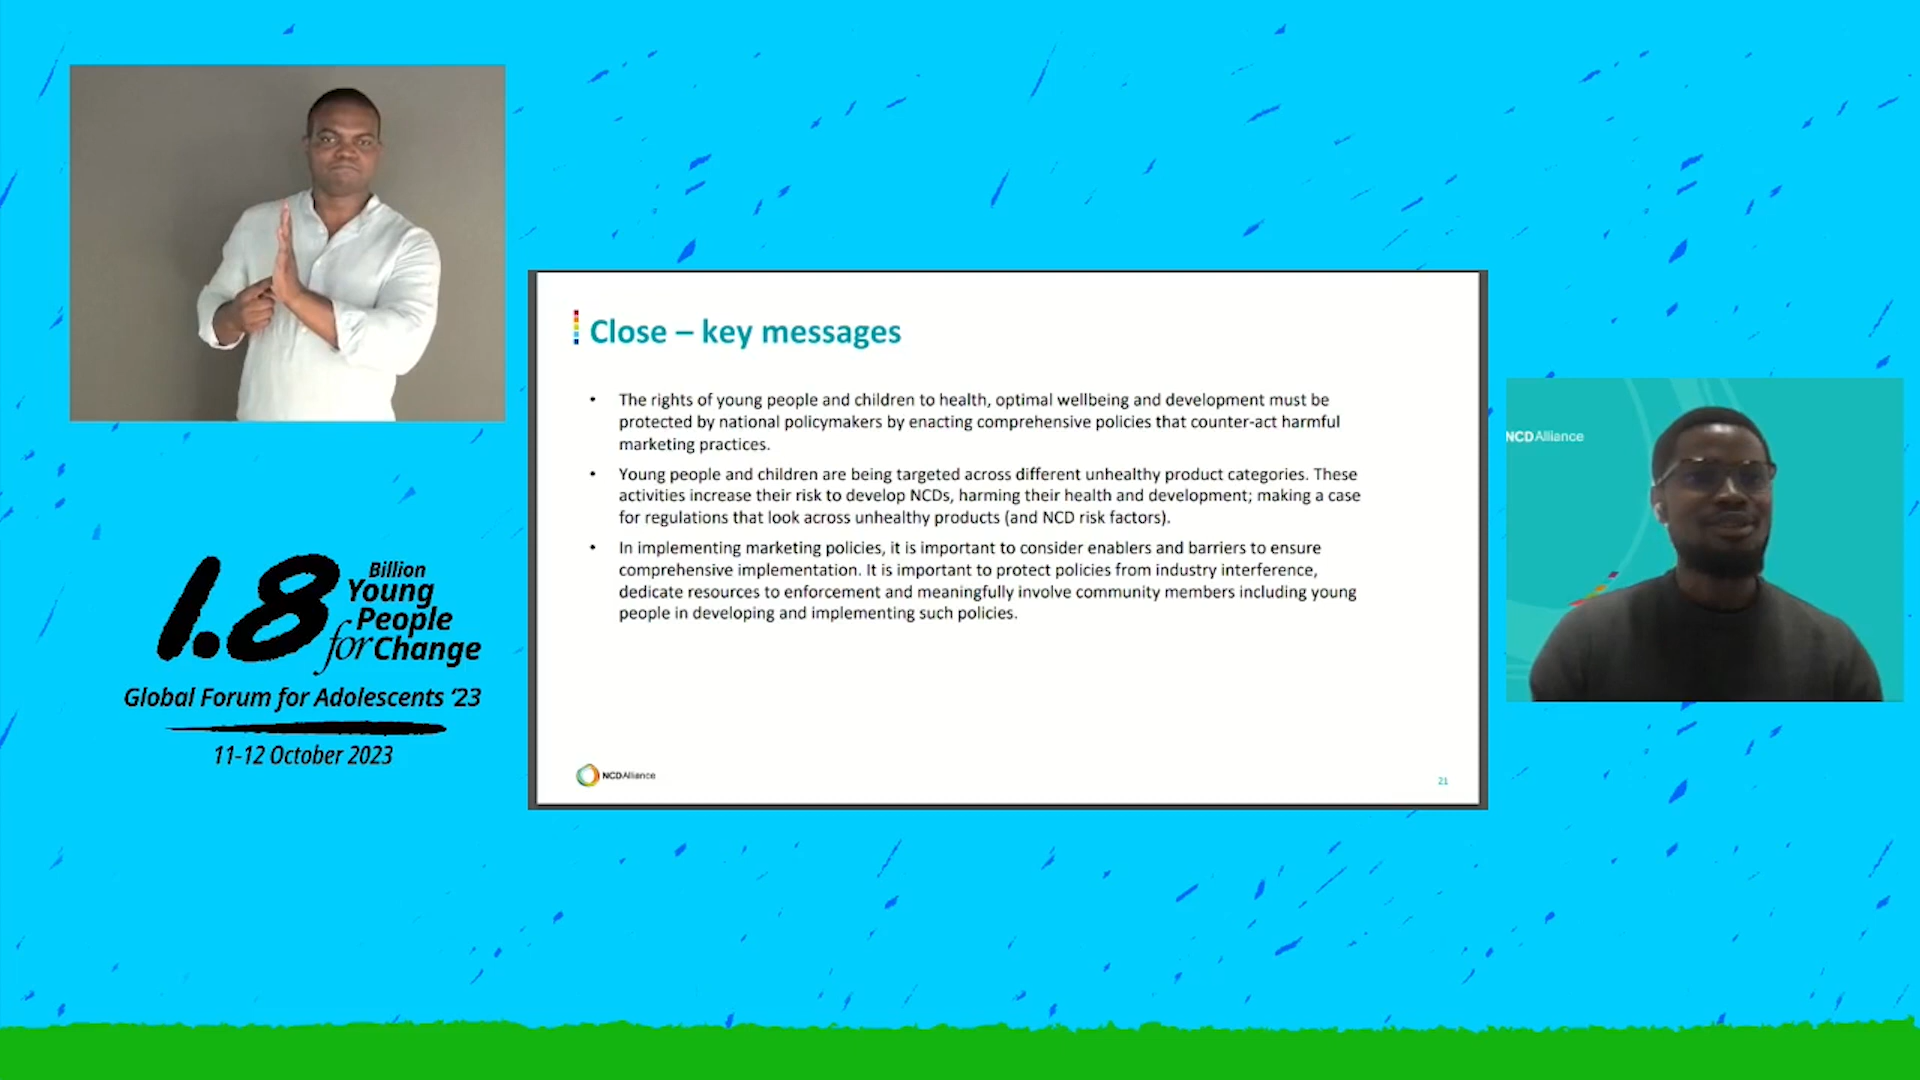 Close – key messages
• The rights of young people and children to health, optimal wellbeing and development must be
protected by national policymakers by enacting comprehensive policies that counter-act harmful
marketing practices.
• Young people and children are being targeted across different unhealthy product categories. These
activities increase their risk to develop NCDs, harming their health and development; making a case
for regulations that look across unhealthy products (and NCD risk factors).
• In implementing marketing policies, it is important to consider enablers and barriers to ensure
comprehensive implementation. It is important to protect policies from industry interference,
dedicate resources to enforcement and meaningfully involve community members including young
people in developing and implementing such policies.
NCDAlliance
21
NCDAlliance
1.8 Billion
Young
People
for Change
Global Forum for Adolescents ‘23
11-12 October 2023